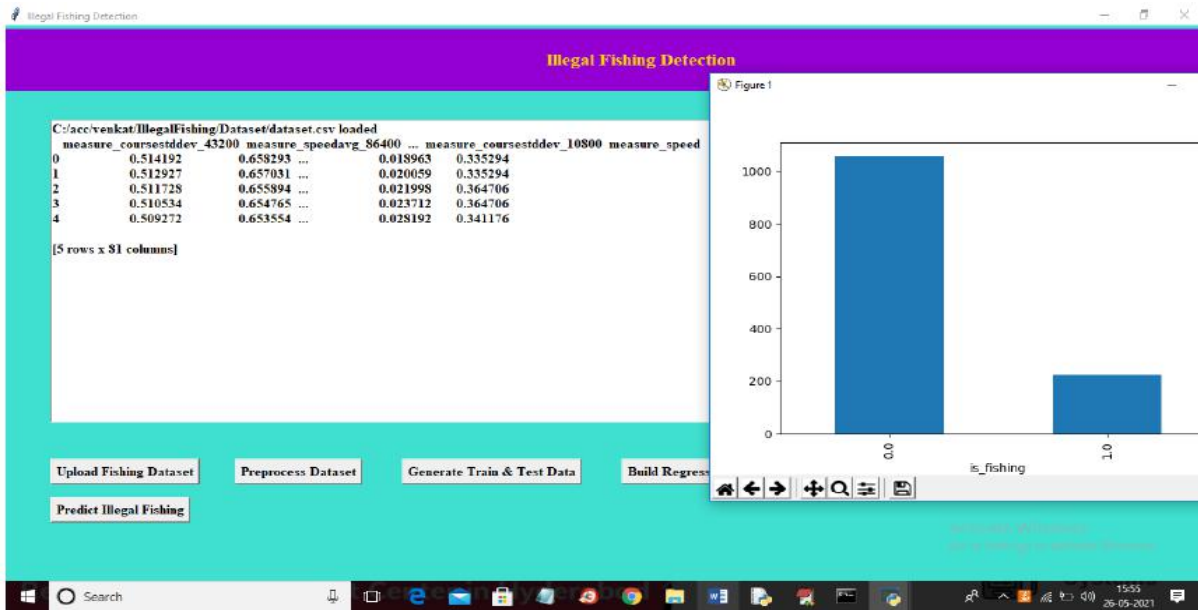 Illegal Fishing Detection
Illegal Fishing Detection
C:/acc/venkat/IllegalFishing/Dataset/dataset.csv loaded
measure_coursestddev_43200 measure_speedavg_86400 ... measure_coursestddev_10800 measure_speed
0 0.514192 0.658293 ... 0.018963 0.335294
1 0.512927 0.657031 ... 0.020059 0.335294
2 0.511728 0.655894 ... 0.021998 0.364706
3 0.510534 0.654765 ... 0.023712 0.364706
4 0.509272 0.653554 ... 0.028192 0.341176
[5 rows x 81 columns]
Figure 1
1000
800
600
400
200
0
0.0
1.0
is_fishing
Upload Fishing Dataset
Preprocess Dataset
Generate Train & Test Data
Build Regress
Predict Illegal Fishing
Search
15:55
26-05-2021